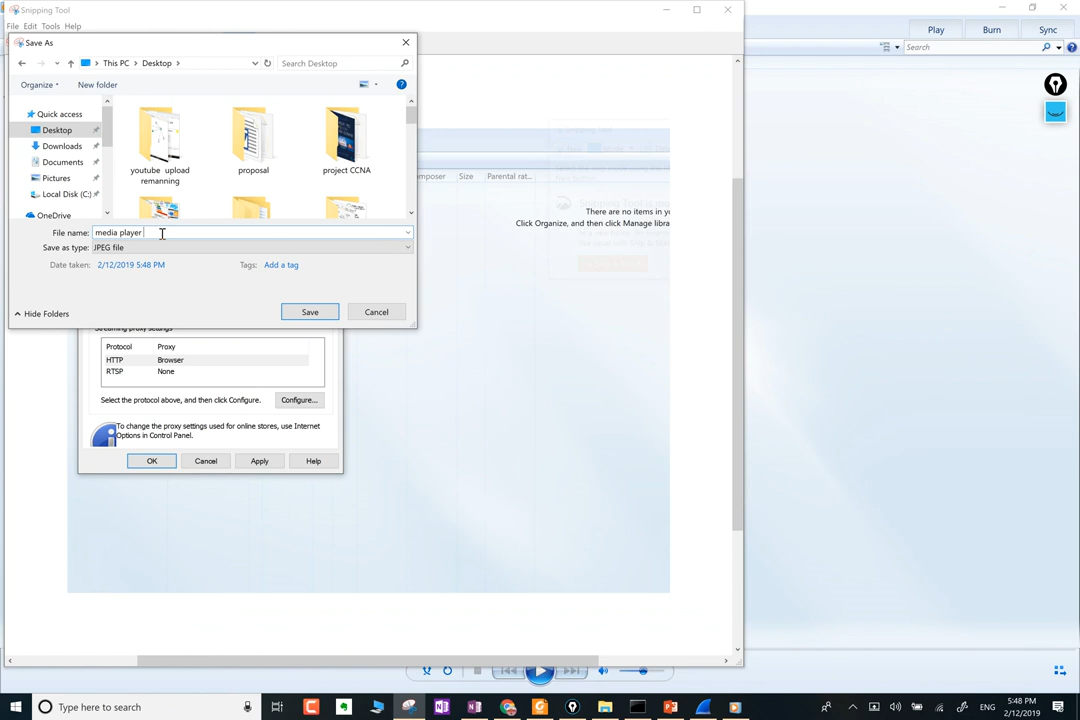 Snipping Tool
File Edit Tools Help
Play Burn Sync
Save As
This PC Desktop
Search Desktop
Search
Organize New folder
Quick access
Desktop
Downloads
Documents
Pictures
Local Disk (C:)
OneDrive
youtube upload
remanning
proposal
project CCNA
omposer Size Parental rat...
There are no items in yo
Click Organize, and then click Manage libra
File name: media player
Save as type: JPEG file
Date taken: 2/12/2019 5:48 PM Tags: Add a tag
Hide Folders Save Cancel
Streaming proxy settings
Protocol Proxy
HTTP Browser
RTSP None
Select the protocol above, and then click Configure. Configure...
To change the proxy settings used for online stores, use Internet
Options in Control Panel.
OK Cancel Apply Help
Type here to search
ENG
5:48 PM
2/12/2019